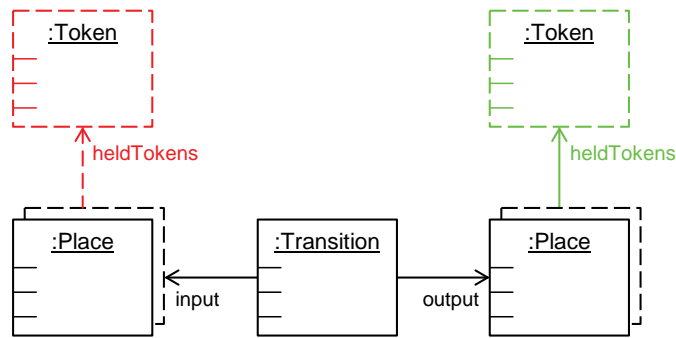 :Token
:Token
heldTokens
heldTokens
:Place
:Transition
:Place
input
output